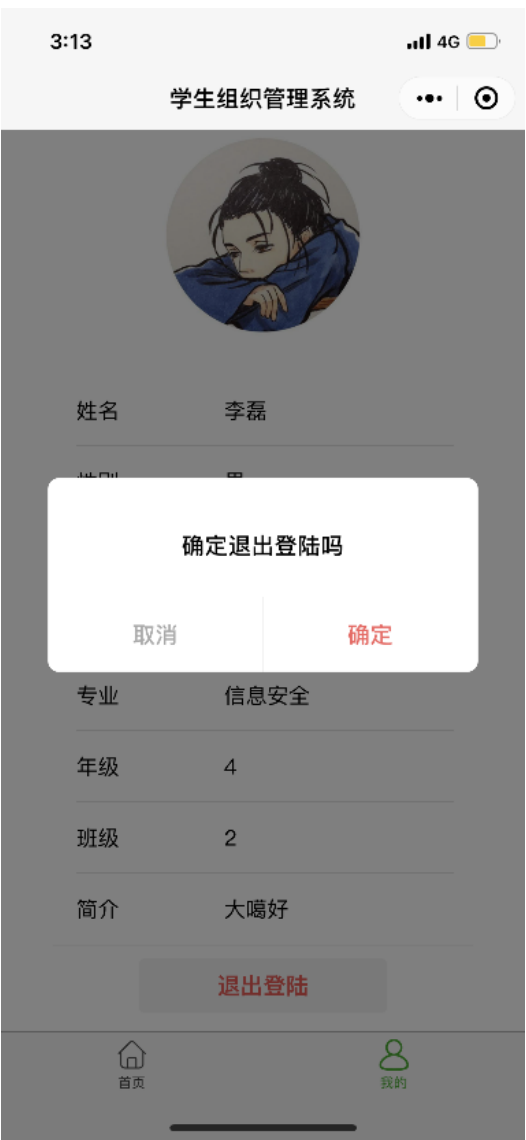 3:13
4G
学生组织管理系统
姓名 李磊
确定退出登陆吗
取消 确定
专业 信息安全
年级 4
班级 2
简介 大噶好
退出登陆
首页 我的